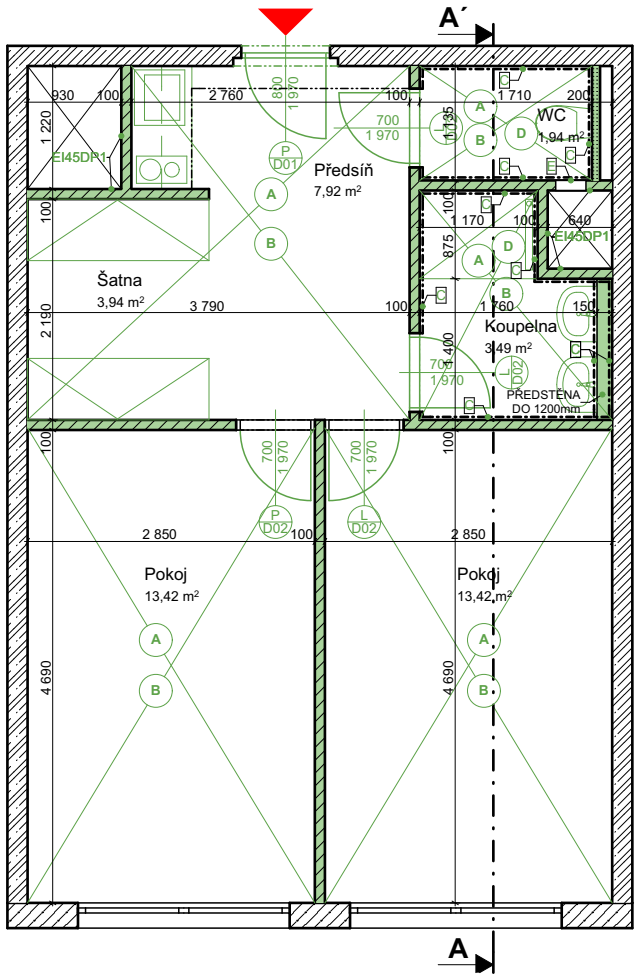 A´
930
100
2 760
100
1 710
200
1 220
800
1 970
700
1 970
1 135
A
B
D
C
C
C
WC
1,94 m²
EI45DP1
P
D01
Předsíň
7,92 m²
A
B
100
100
1 170
100
640
875
A
D
C
C
EI45DP1
Šatna
3,94 m²
2 190
3 790
100
C
B
1 760
150
Koupelna
3,49 m²
1 400
C
700
1 970
L
D02
PŘEDSTĚNA
DO 1200mm
C
100
100
700
1 970
700
1 970
P
D02
L
D02
2 850
100
2 850
Pokoj
13,42 m²
Pokoj
13,42 m²
A
B
A
B
4 690
4 690
A